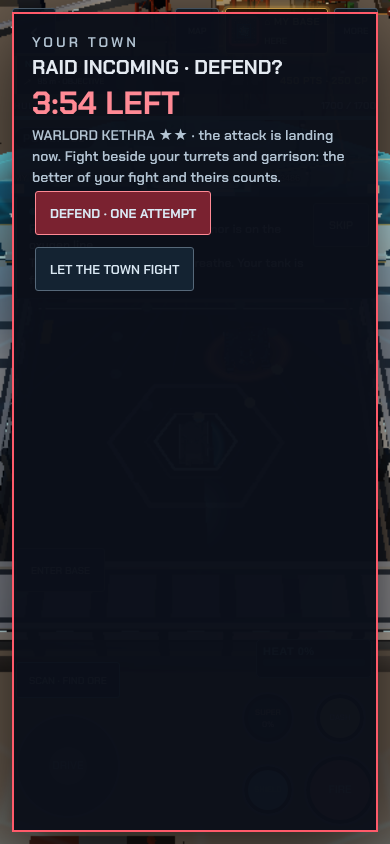 YOUR TOWN
RAID INCOMING · DEFEND?
3:54 LEFT
WARLORD KETHRA ★★ · the attack is landing
now. Fight beside your turrets and garrison: the
better of your fight and theirs counts.
DEFEND · ONE ATTEMPT
LET THE TOWN FIGHT